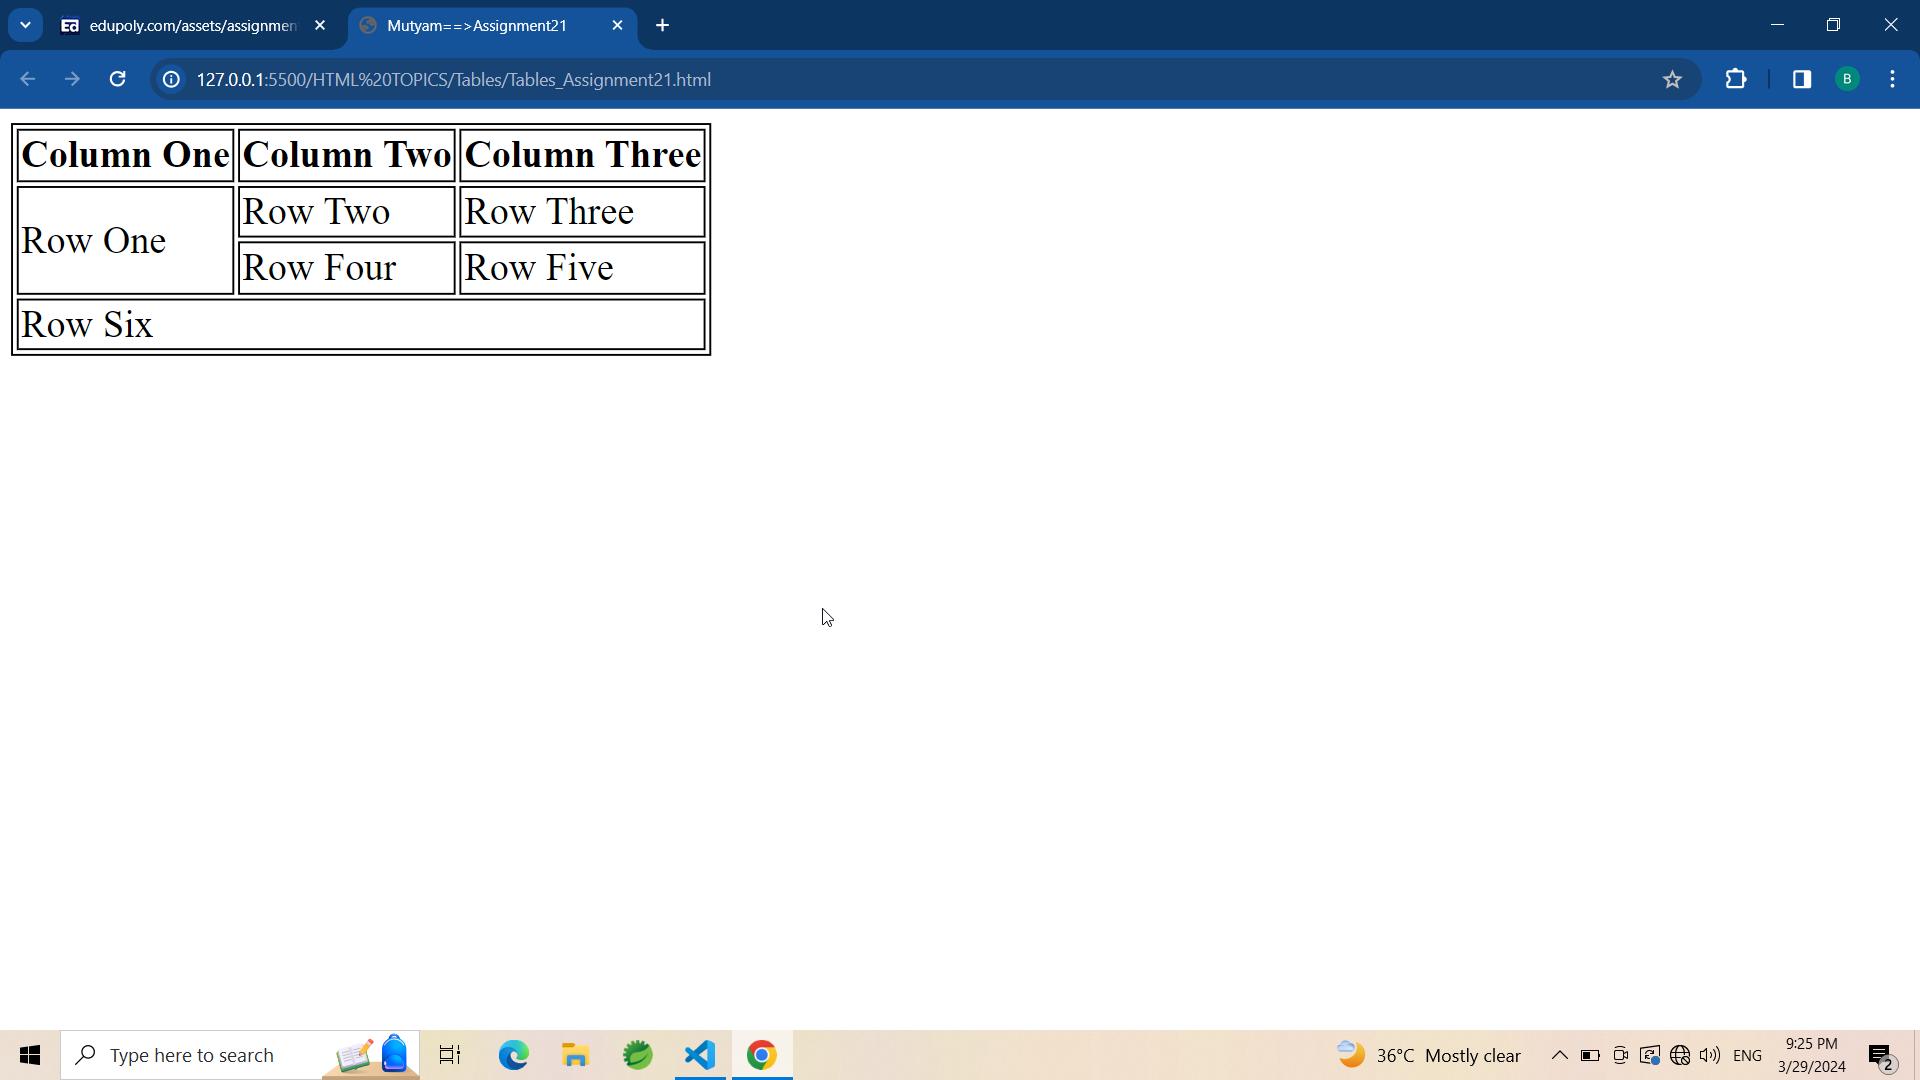 Ed edupoly.com/assets/assignmen
Mutyam==>Assignment21
127.0.0.1:5500/HTML%20TOPICS/Tables/Tables_Assignment21.html
B
Column One Column Two Column Three
Row One
Row Two Row Three
Row Four Row Five
Row Six
Type here to search
36°C Mostly clear
ENG
9:25 PM
3/29/2024
2